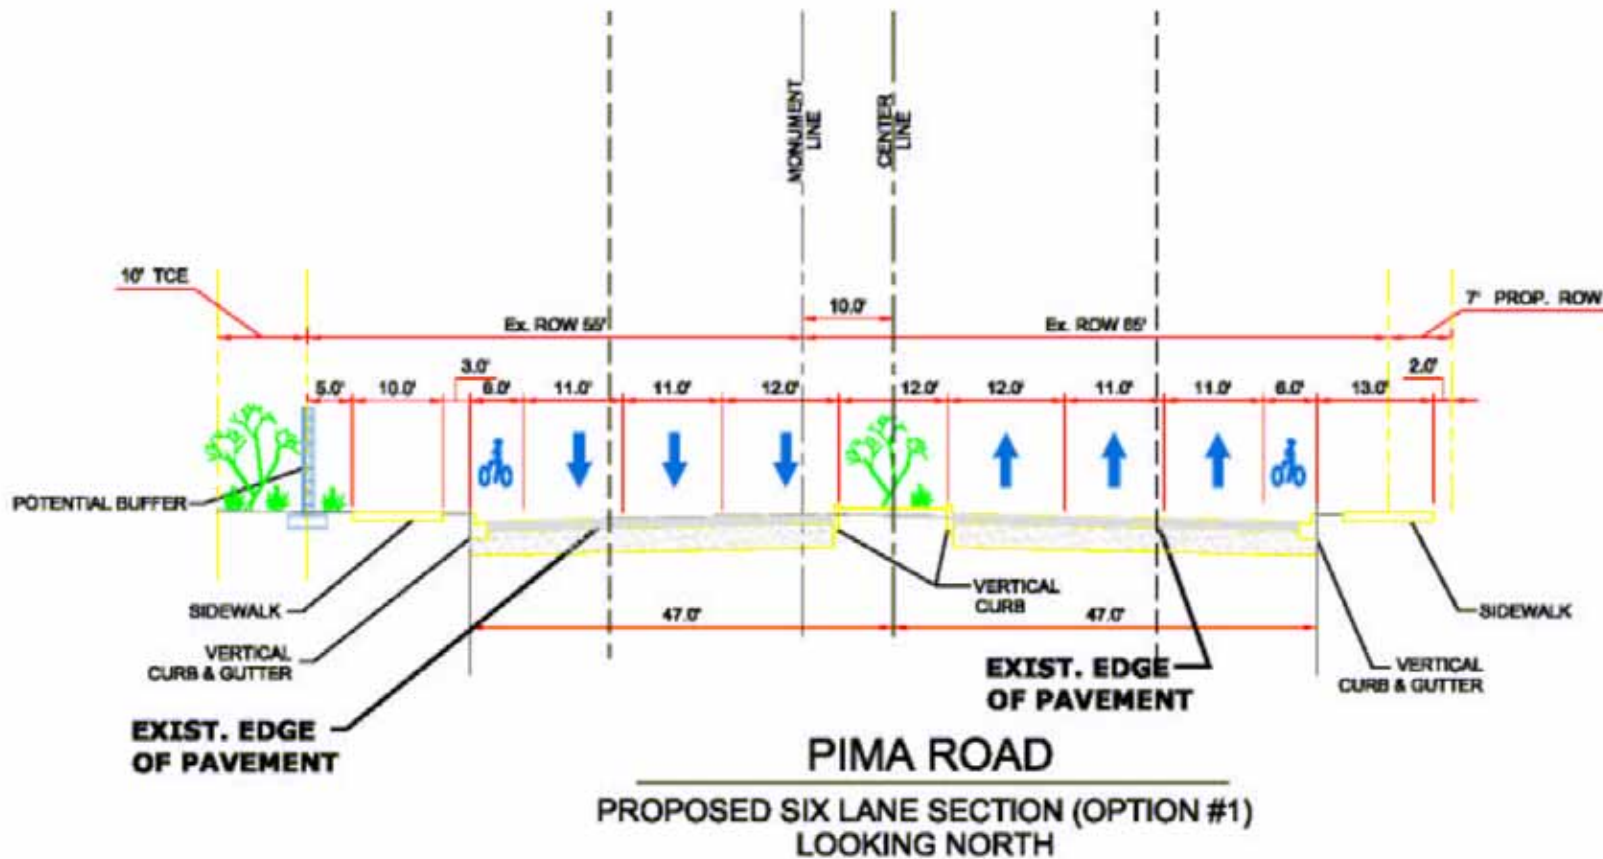 MONUMENT
LINE
CENTER
LINE
10' TCE
10.0'
7' PROP. ROW
Ex. ROW 55'
Ex. ROW 65'
3.0'
2.0'
5.0'
10.0'
6.0'
11.0'
11.0'
12.0'
12.0'
12.0'
11.0'
11.0'
6.0'
13.0'
POTENTIAL BUFFER
SIDEWALK
VERTICAL
CURB
SIDEWALK
47.0'
47.0'
VERTICAL
CURB & GUTTER
EXIST. EDGE
OF PAVEMENT
VERTICAL
CURB & GUTTER
EXIST. EDGE
OF PAVEMENT
PIMA ROAD
PROPOSED SIX LANE SECTION (OPTION #1)
LOOKING NORTH